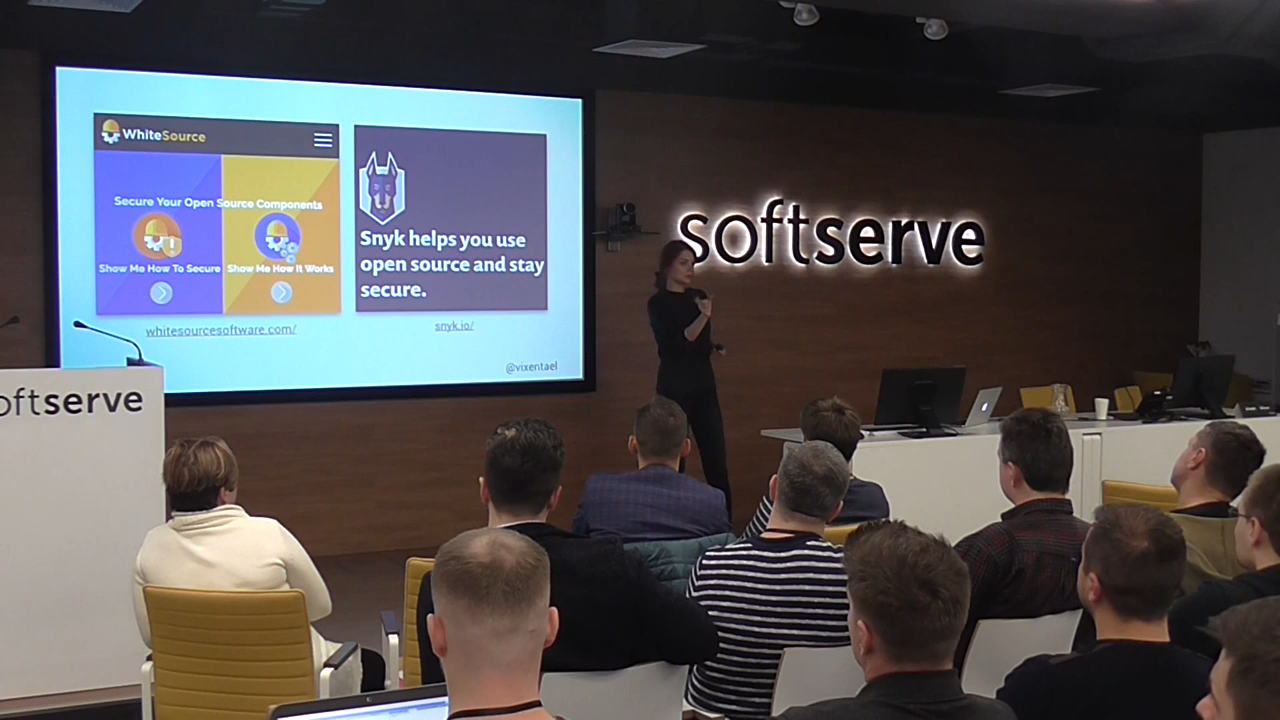 WhiteSource
Secure Your Open Source Components
Show Me How To Secure
Show Me How It Works
whitesourcesoftware.com/
Snyk helps you use
open source and stay
secure.
snyk.io/
@vixentael
softserve
oftserve